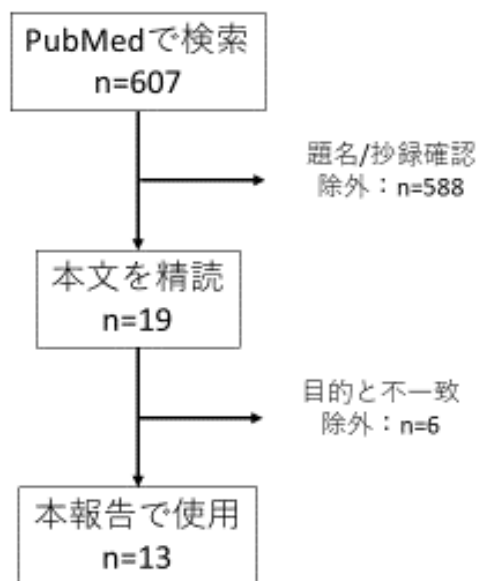 PubMedで検索
n=607
題名/抄録確認
除外：n=588
本文を精読
n=19
目的と不一致
除外：n=6
本報告で使用
n=13